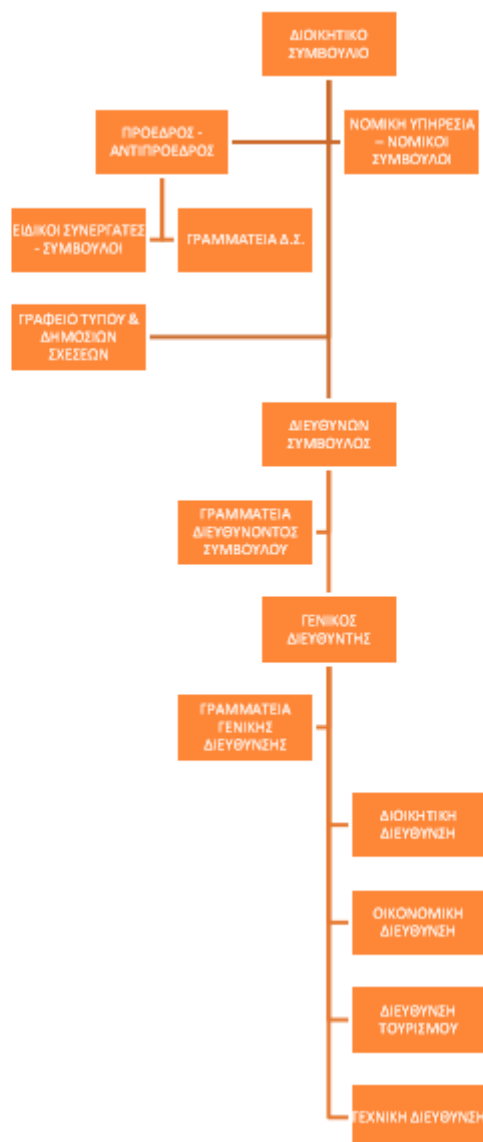 ΔΙΟΙΚΗΤΙΚΟ
ΣΥΜΒΟΥΛΙΟ
ΠΡΟΕΔΡΟΣ -
ΑΝΤΙΠΡΟΕΔΡΟΣ
ΝΟΜΙΚΗ ΥΠΗΡΕΣΙΑ
– ΝΟΜΙΚΟΙ
ΣΥΜΒΟΥΛΟΙ
ΕΙΔΙΚΟΙ ΣΥΝΕΡΓΑΤΕΣ
- ΣΥΜΒΟΥΛΟΙ
ΓΡΑΜΜΑΤΕΙΑ Δ.Σ.
ΓΡΑΦΕΙΟ ΤΥΠΟΥ &
ΔΗΜΟΣΙΩΝ
ΣΧΕΣΕΩΝ
ΔΙΕΥΘΥΝΩΝ
ΣΥΜΒΟΥΛΟΣ
ΓΡΑΜΜΑΤΕΙΑ
ΔΙΕΥΘΥΝΟΝΤΟΣ
ΣΥΜΒΟΥΛΟΥ
ΓΕΝΙΚΟΣ
ΔΙΕΥΘΥΝΤΗΣ
ΓΡΑΜΜΑΤΕΙΑ
ΓΕΝΙΚΗΣ
ΔΙΕΥΘΥΝΣΗΣ
ΔΙΟΙΚΗΤΙΚΗ
ΔΙΕΥΘΥΝΣΗ
ΟΙΚΟΝΟΜΙΚΗ
ΔΙΕΥΘΥΝΣΗ
ΔΙΕΥΘΥΝΣΗ
ΤΟΥΡΙΣΜΟΥ
ΤΕΧΝΙΚΗ ΔΙΕΥΘΥΝΣΗ